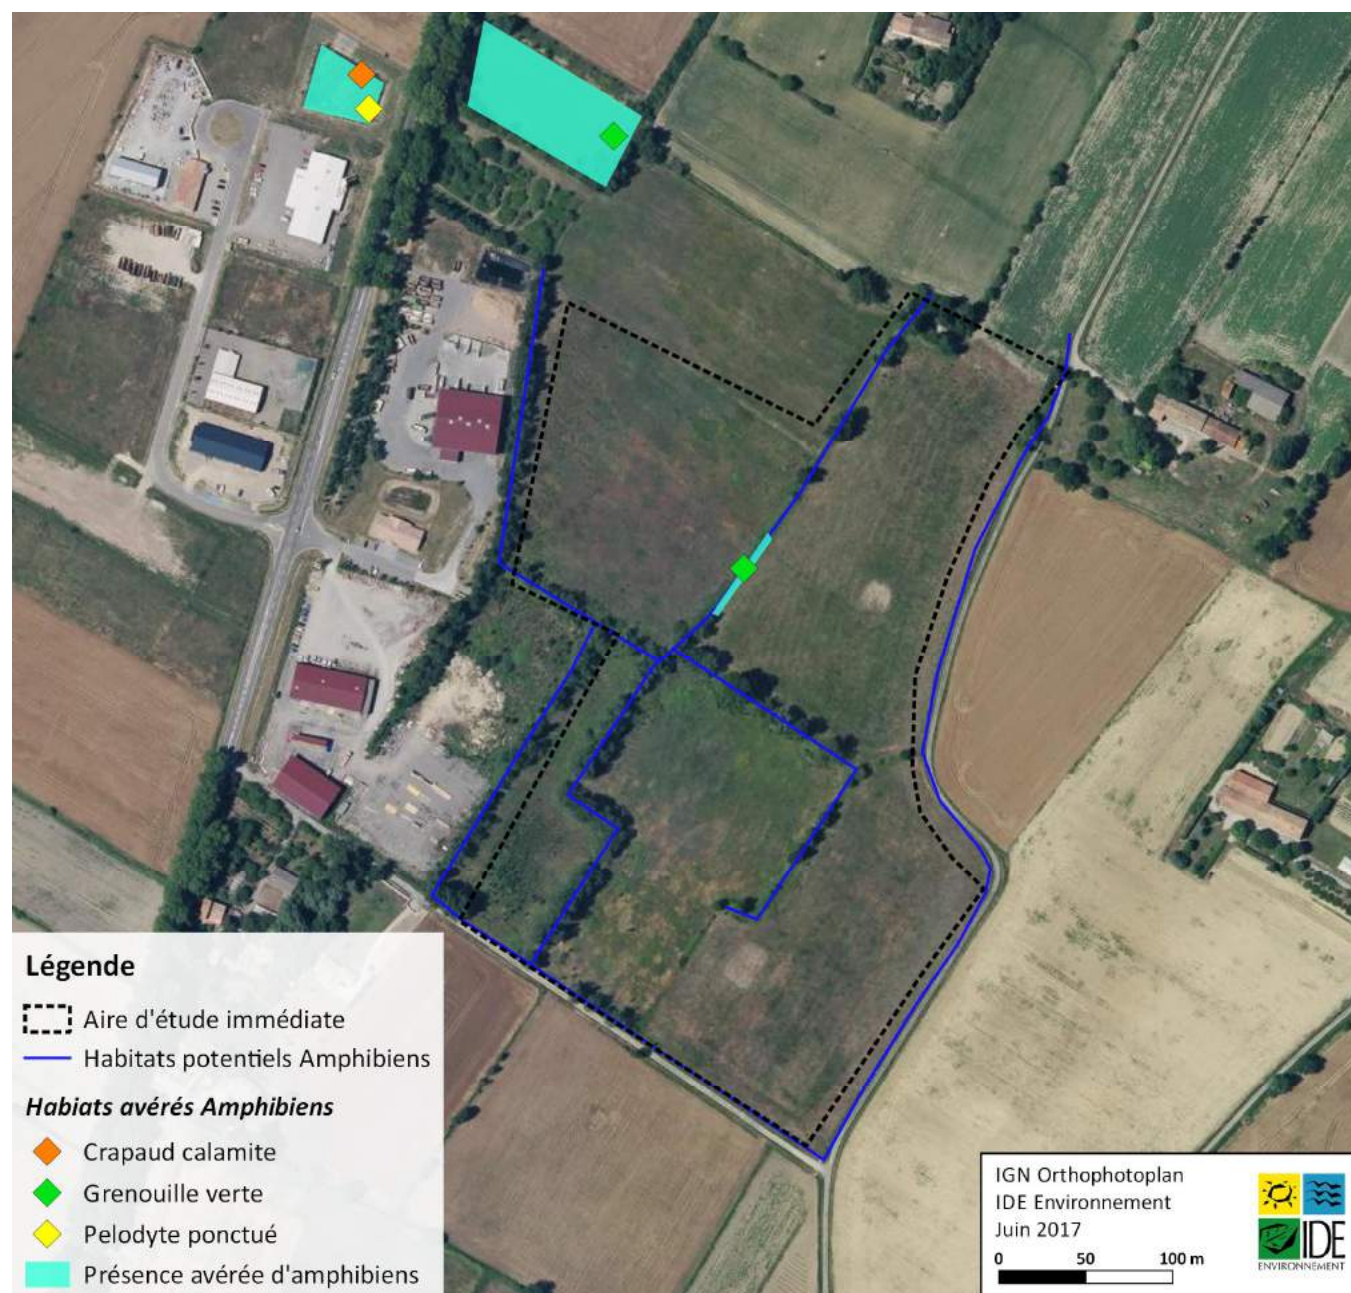 Légende
Aire d'étude immédiate
Habitats potentiels Amphibiens
Habiats avérés Amphibiens
Crapaud calamite
Grenouille verte
Pelodyte ponctué
Présence avérée d'amphibiens
IGN Orthophotoplan
IDE Environnement
Juin 2017
0 50 100 m
IDE
ENVIRONNEMENT